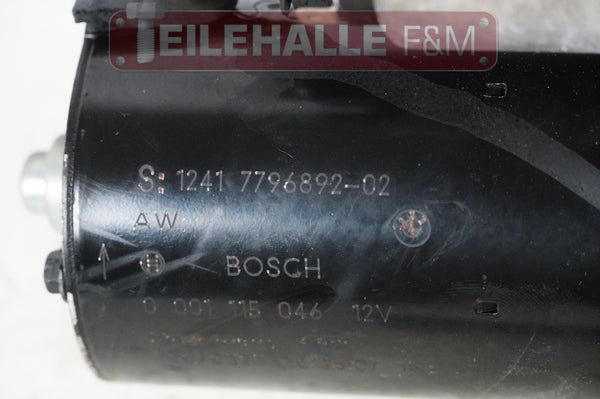 TEILEHALLE F&M
S: 1241 7796892-02
AW
BOSCH
0 001 115 046 12V